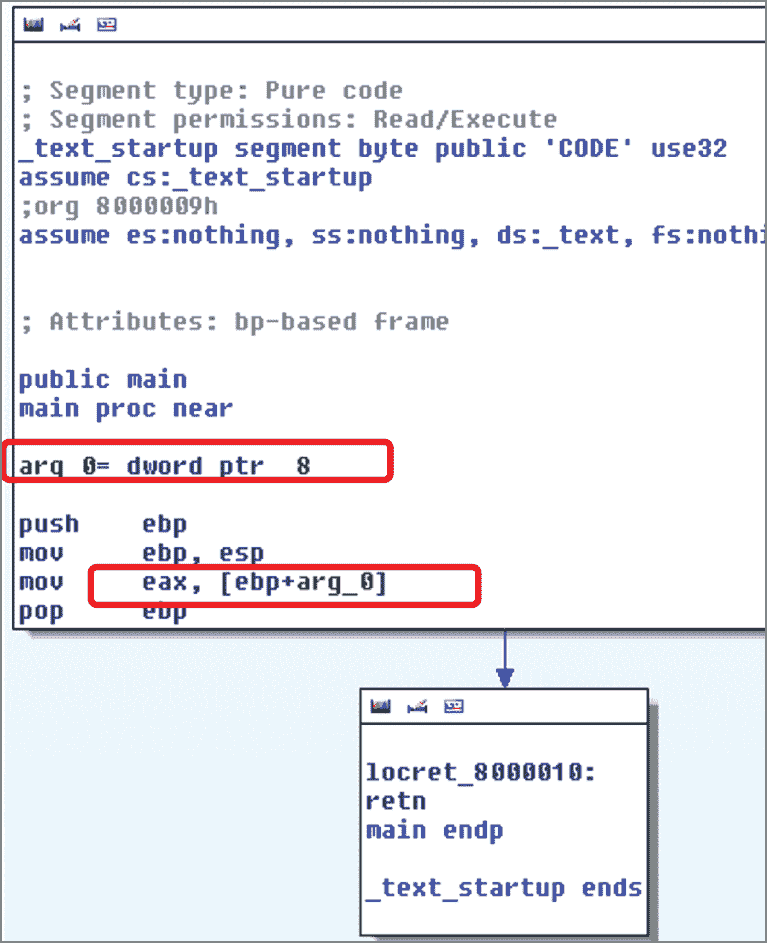 ; Segment type: Pure code
; Segment permissions: Read/Execute
_text_startup segment byte public 'CODE' use32
assume cs:_text_startup
;org 8000009h
assume es:nothing, ss:nothing, ds:_text, fs:nothi
; Attributes: bp-based frame
public main
main proc near
arg_0= dword ptr  8
push    ebp
mov     ebp, esp
mov     eax, [ebp+arg_0]
pop     ebp
locret_8000010:
retn
main endp
_text_startup ends